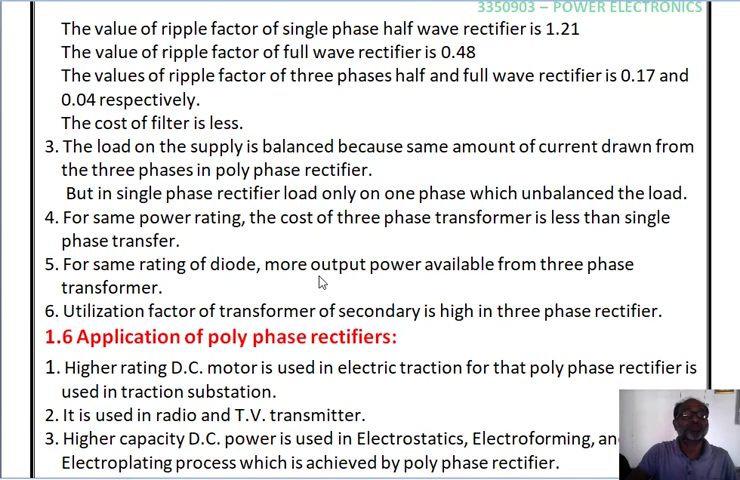 3350903 – POWER ELECTRONICS
The value of ripple factor of single phase half wave rectifier is 1.21
The value of ripple factor of full wave rectifier is 0.48
The values of ripple factor of three phases half and full wave rectifier is 0.17 and
0.04 respectively.
The cost of filter is less.
3. The load on the supply is balanced because same amount of current drawn from
the three phases in poly phase rectifier.
But in single phase rectifier load only on one phase which unbalanced the load.
4. For same power rating, the cost of three phase transformer is less than single
phase transfer.
5. For same rating of diode, more output power available from three phase
transformer.
6. Utilization factor of transformer of secondary is high in three phase rectifier.
1.6 Application of poly phase rectifiers:
1. Higher rating D.C. motor is used in electric traction for that poly phase rectifier is
used in traction substation.
2. It is used in radio and T.V. transmitter.
3. Higher capacity D.C. power is used in Electrostatics, Electroforming,
Electroplating process which is achieved by poly phase rectifier.